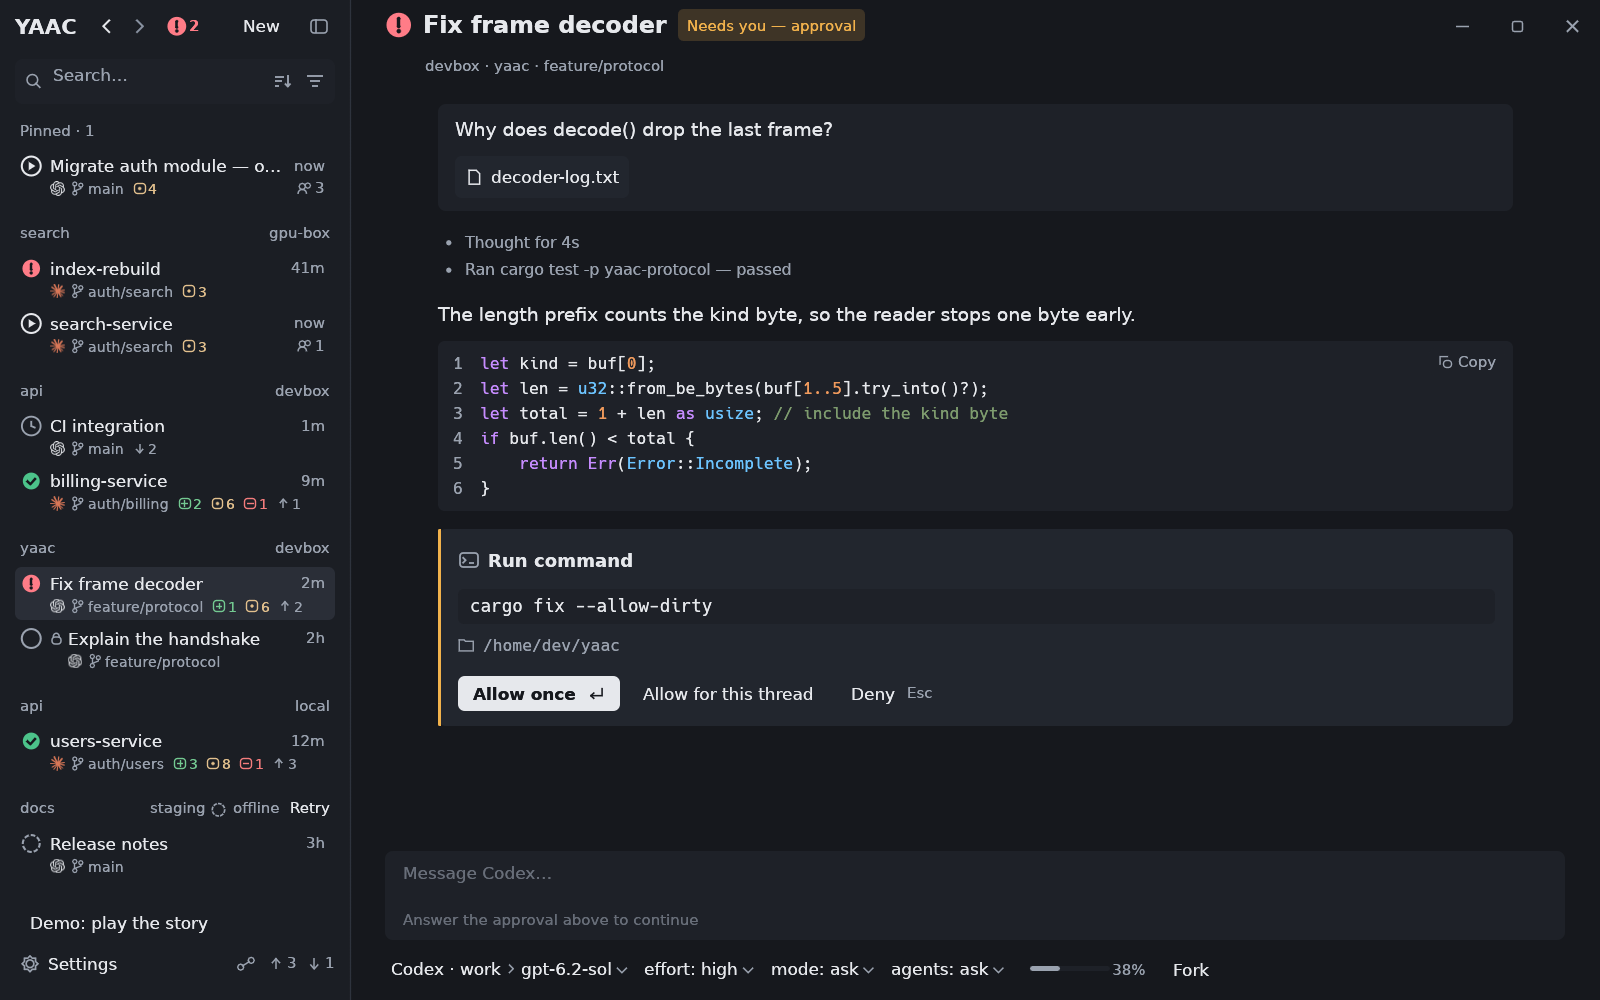 YAAC 2 New
Search...
Pinned · 1
Migrate auth module — o... now
main 4 3
search gpu-box
index-rebuild 41m
auth/search 3
search-service now
auth/search 3 1
api devbox
CI integration 1m
main ↓2
billing-service 9m
auth/billing 2 6 1 ↑1
yaac devbox
Fix frame decoder 2m
feature/protocol 1 6 ↑2
Explain the handshake 2h
feature/protocol
api local
users-service 12m
auth/users 3 8 1 ↑3
docs staging offline Retry
Release notes 3h
main
Demo: play the story
Settings ↑3 ↓1
Fix frame decoder Needs you — approval
devbox · yaac · feature/protocol
Why does decode() drop the last frame?
decoder-log.txt
• Thought for 4s
• Ran cargo test -p yaac-protocol — passed
The length prefix counts the kind byte, so the reader stops one byte early.
Copy
1 let kind = buf[0];
2 let len = u32::from_be_bytes(buf[1..5].try_into()?);
3 let total = 1 + len as usize; // include the kind byte
4 if buf.len() < total {
5     return Err(Error::Incomplete);
6 }
Run command
cargo fix --allow-dirty
/home/dev/yaac
Allow once ↵ Allow for this thread Deny Esc
Message Codex...
Answer the approval above to continue
Codex · work › gpt-6.2-sol effort: high mode: ask agents: ask 38% Fork